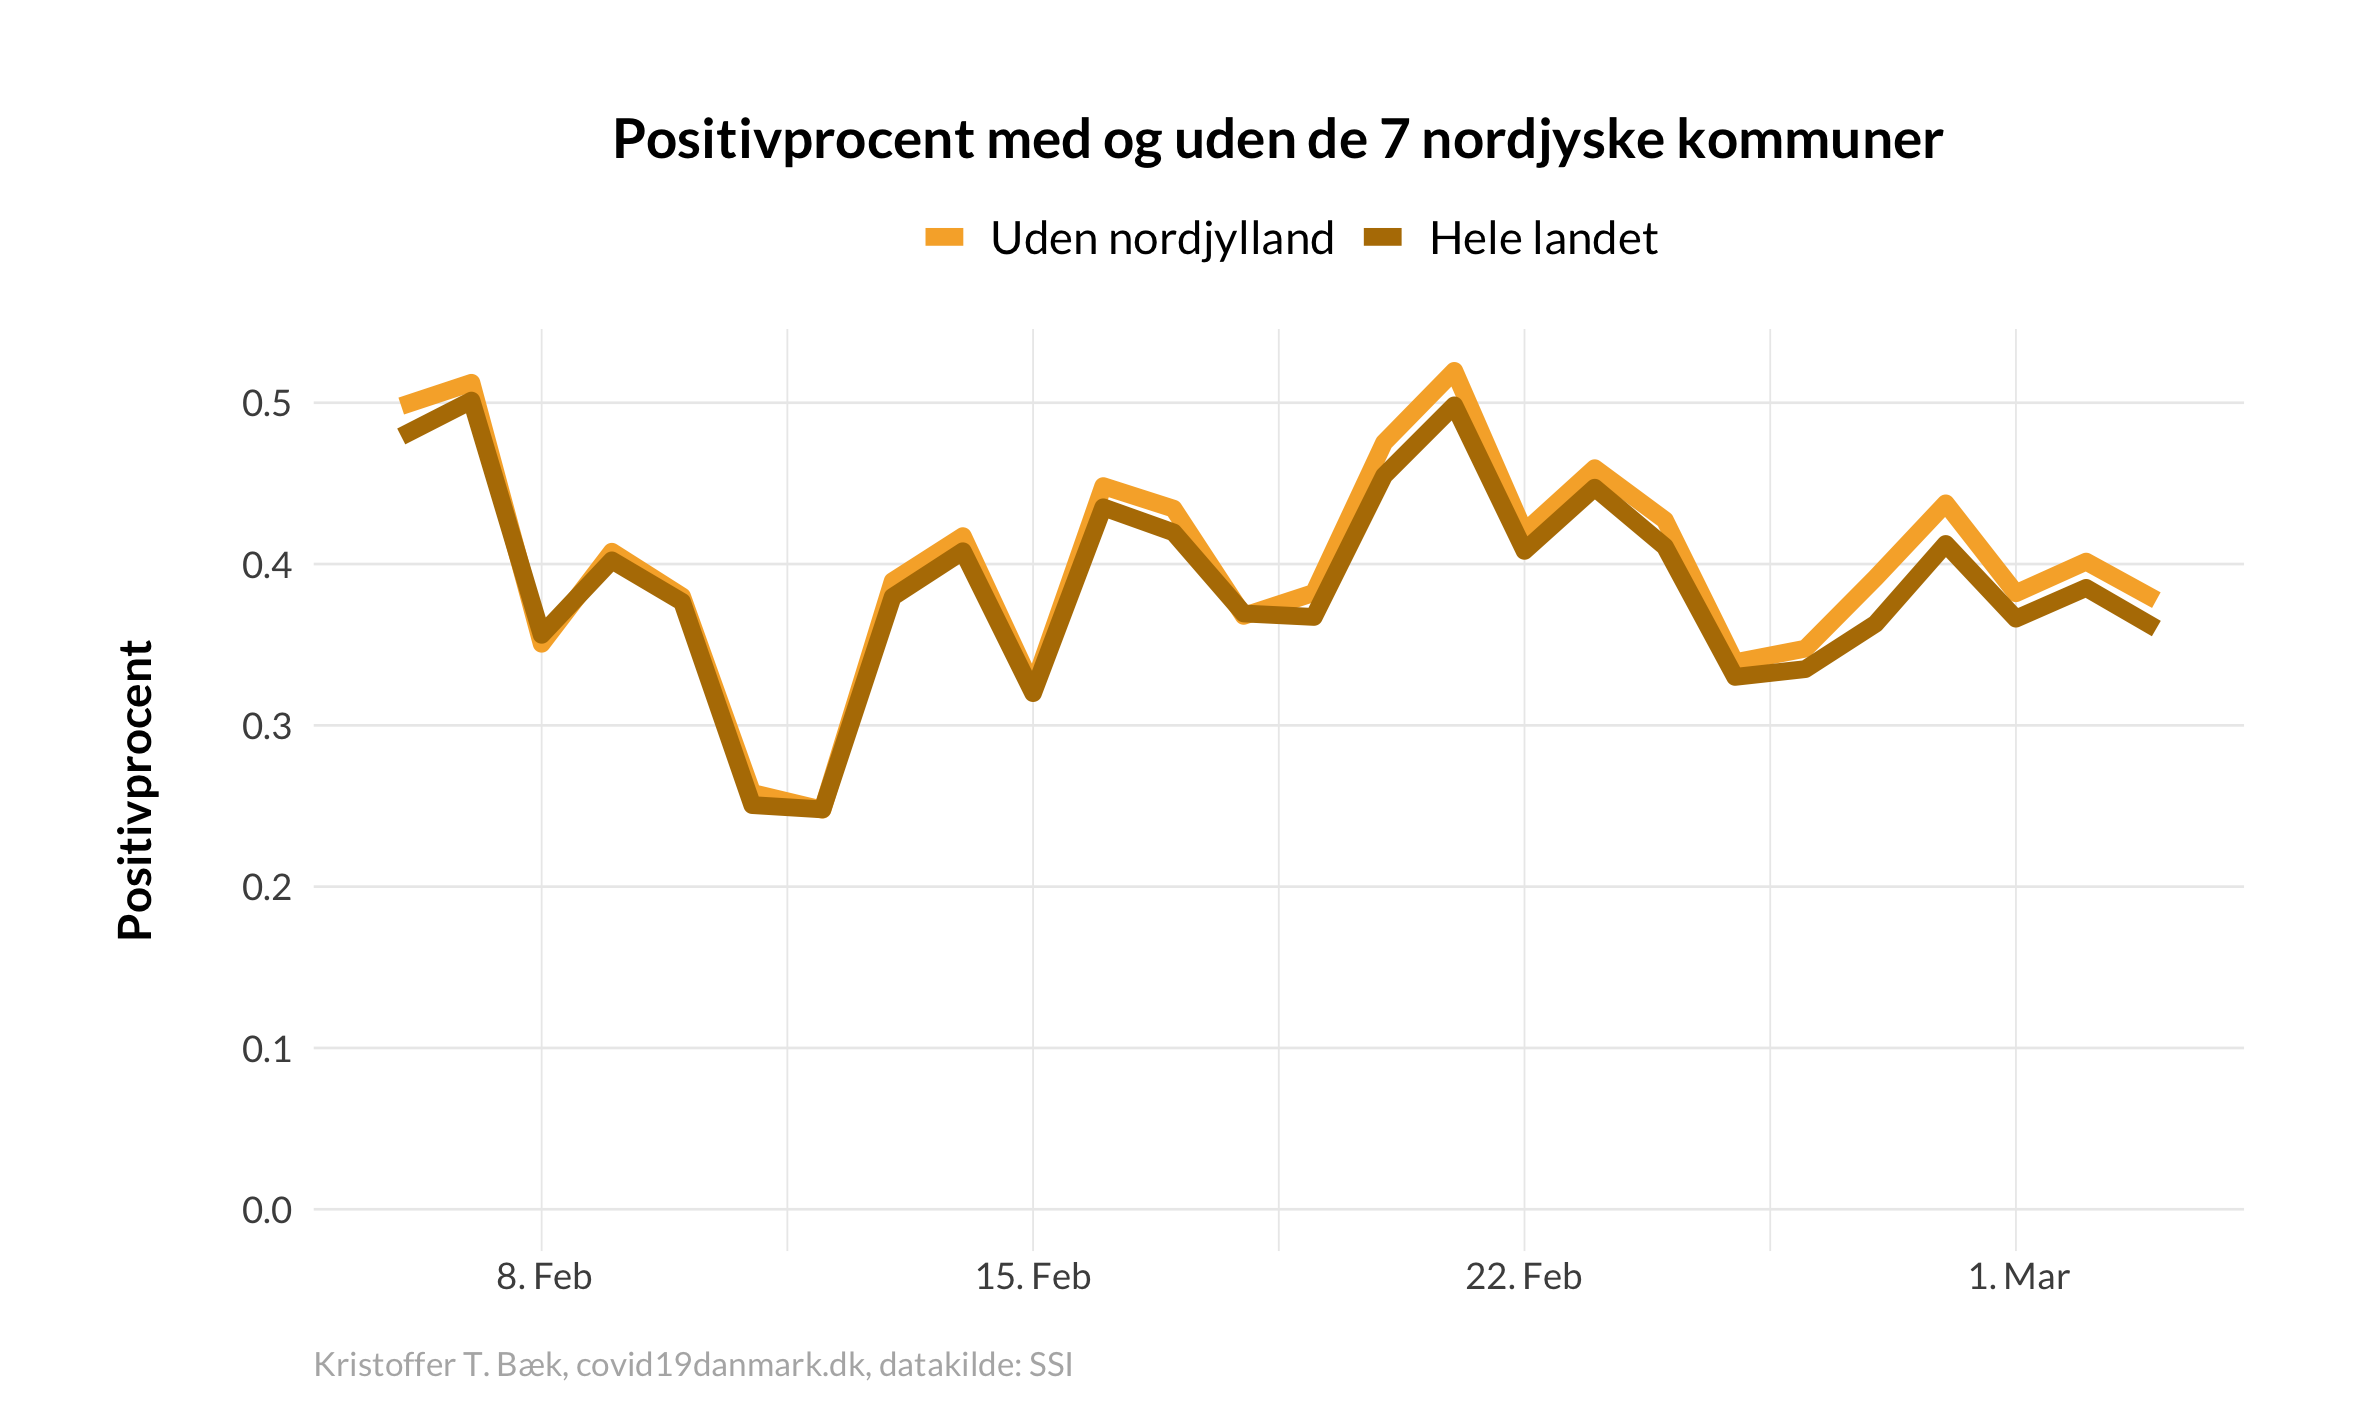 Positivprocent med og uden de 7 nordjyske kommuner
Uden nordjylland
Hele landet
Positivprocent
0.5
0.4
0.3
0.2
0.1
0.0
8. Feb
15. Feb
22. Feb
1. Mar
Kristoffer T. Bæk, covid19danmark.dk, datakilde: SSI